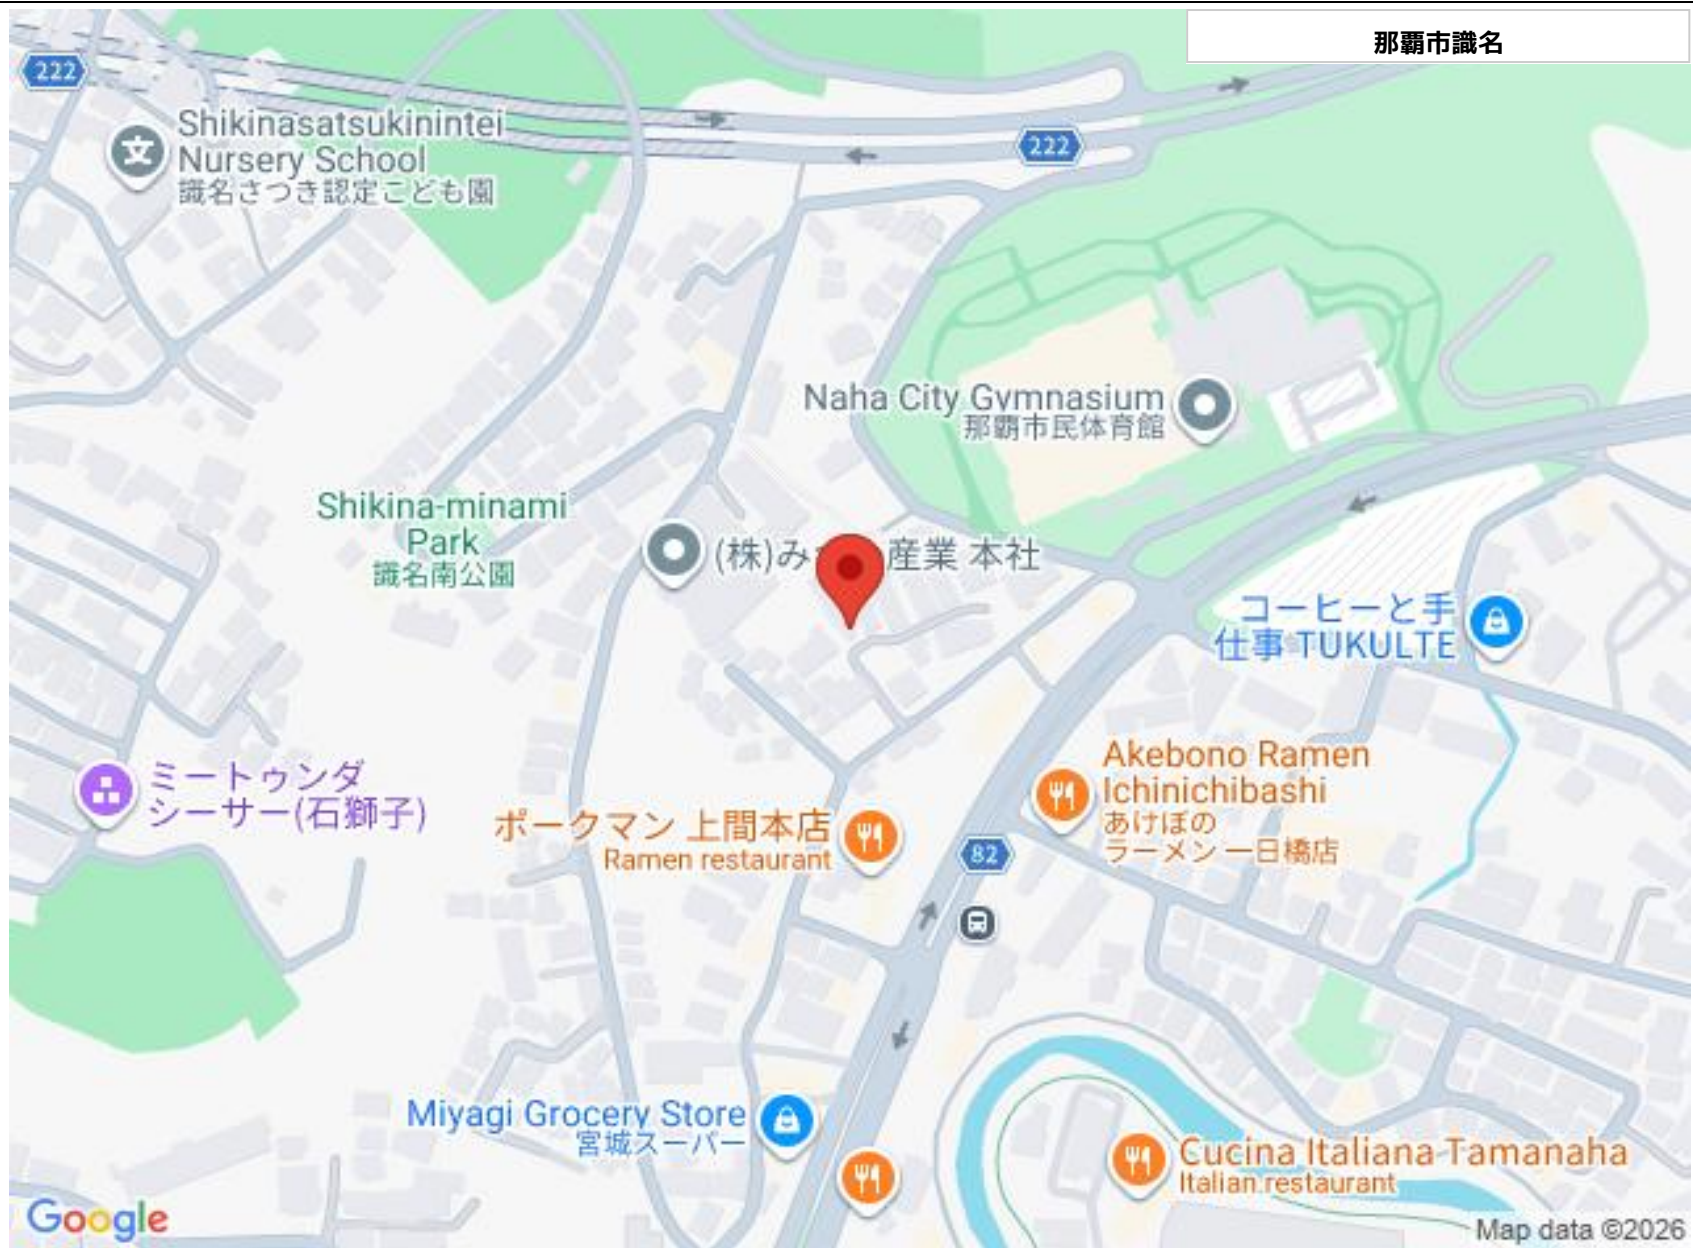 那覇市識名
222
Shikinasatsukinintei
Nursery School
識名さつき認定こども園
222
Naha City Gymnasium
那覇市民体育館
Shikina-minami
Park
識名南公園
(株)み
産業 本社
コーヒーと手
仕事 TUKULTE
ミートゥンダ
シーサー(石獅子)
Akebono Ramen
Ichinichibashi
あけぼの
ラーメン 一日橋店
ポークマン 上間本店
Ramen restaurant
82
Miyagi Grocery Store
宮城スーパー
Cucina Italiana Tamanaha
Italian restaurant
Google
Map data ©2026